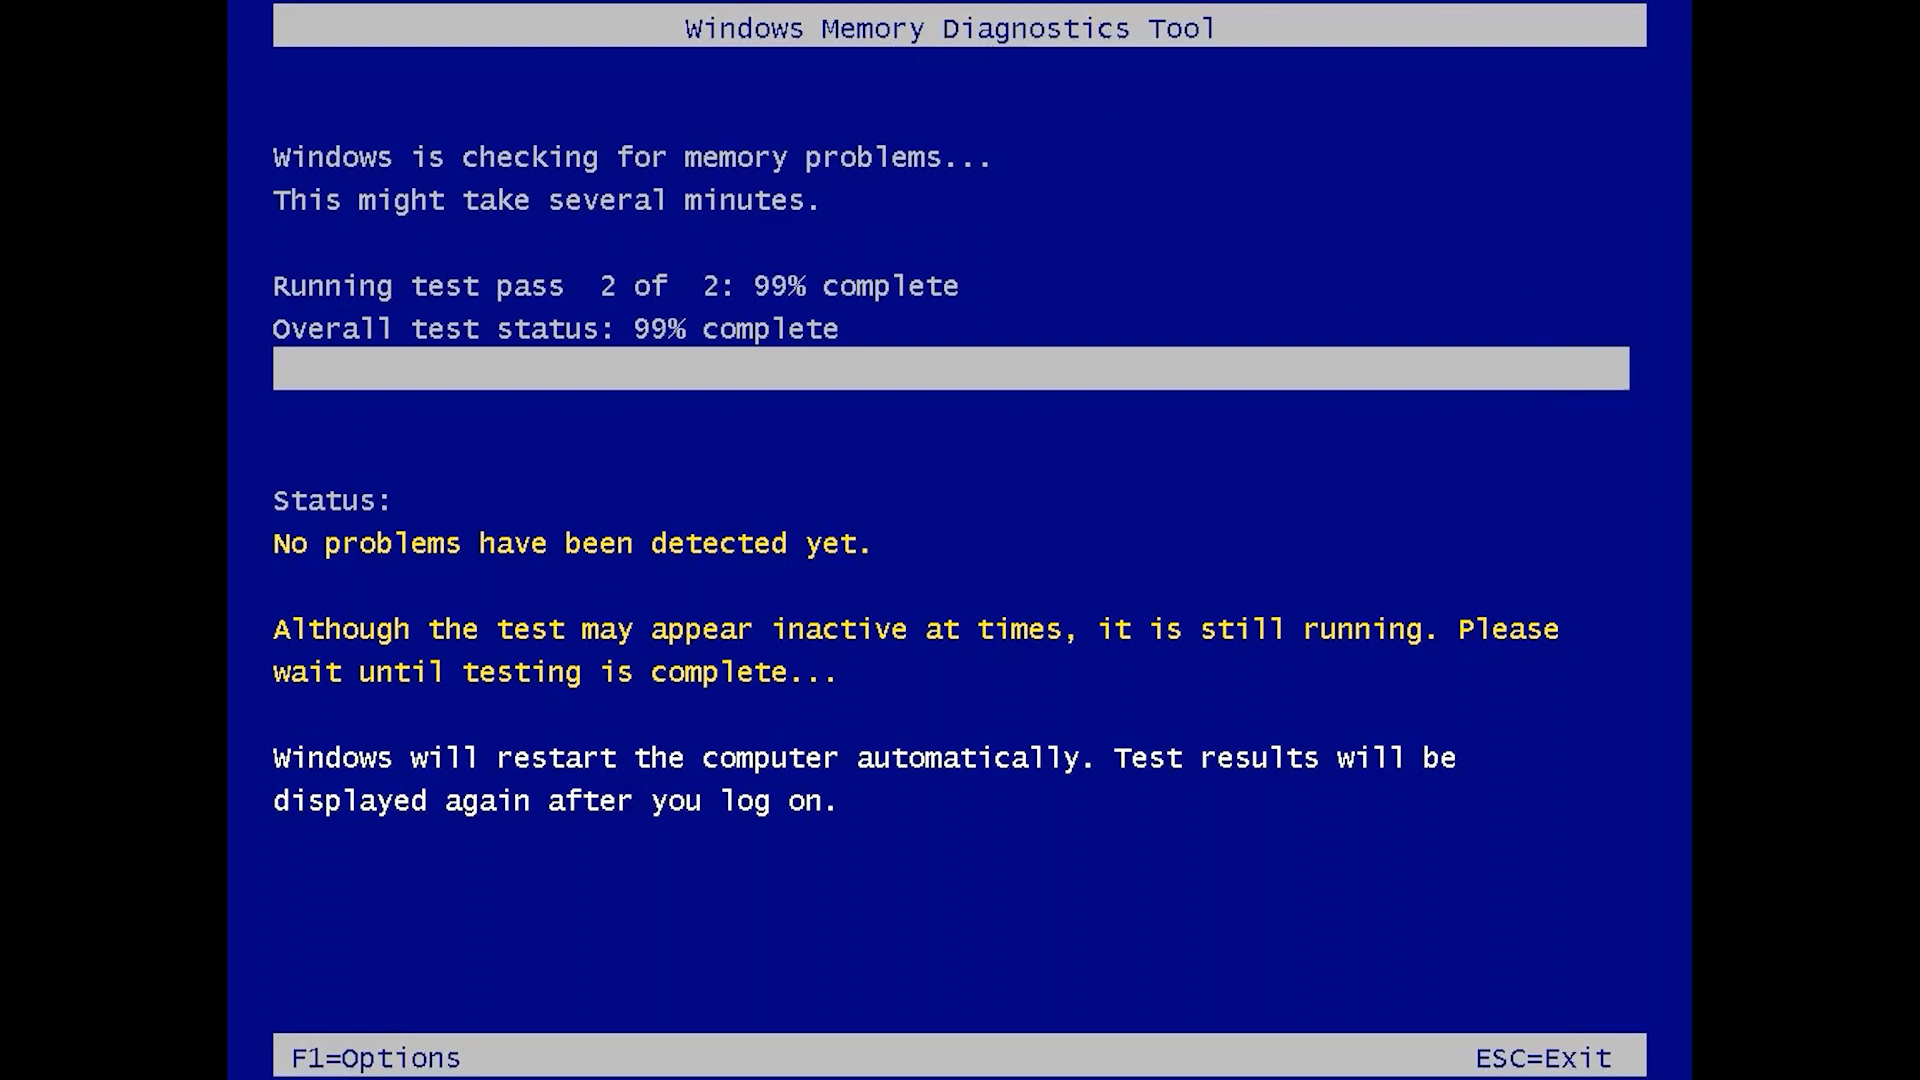 Windows Memory Diagnostics Tool
Windows is checking for memory problems...
This might take several minutes.
Running test pass  2 of  2: 99% complete
Overall test status: 99% complete
Status:
No problems have been detected yet.
Although the test may appear inactive at times, it is still running. Please
wait until testing is complete...
Windows will restart the computer automatically. Test results will be
displayed again after you log on.
F1=Options ESC=Exit